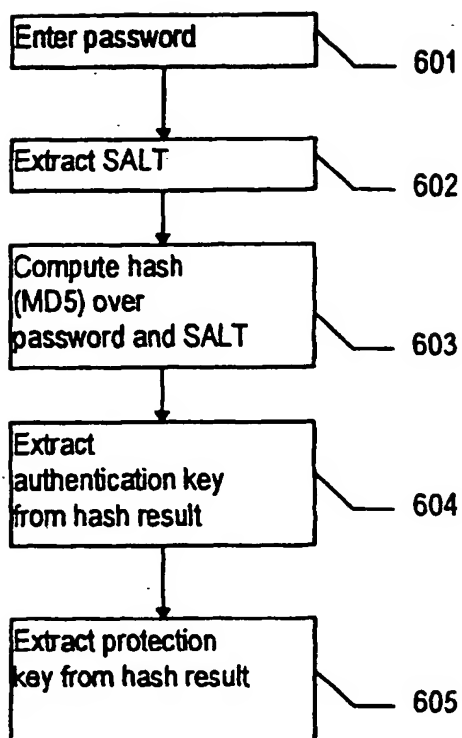 Enter password
601
Extract SALT
602
Compute hash
(MD5) over
password and SALT
603
Extract
authentication key
from hash result
604
Extract protection
key from hash result
605